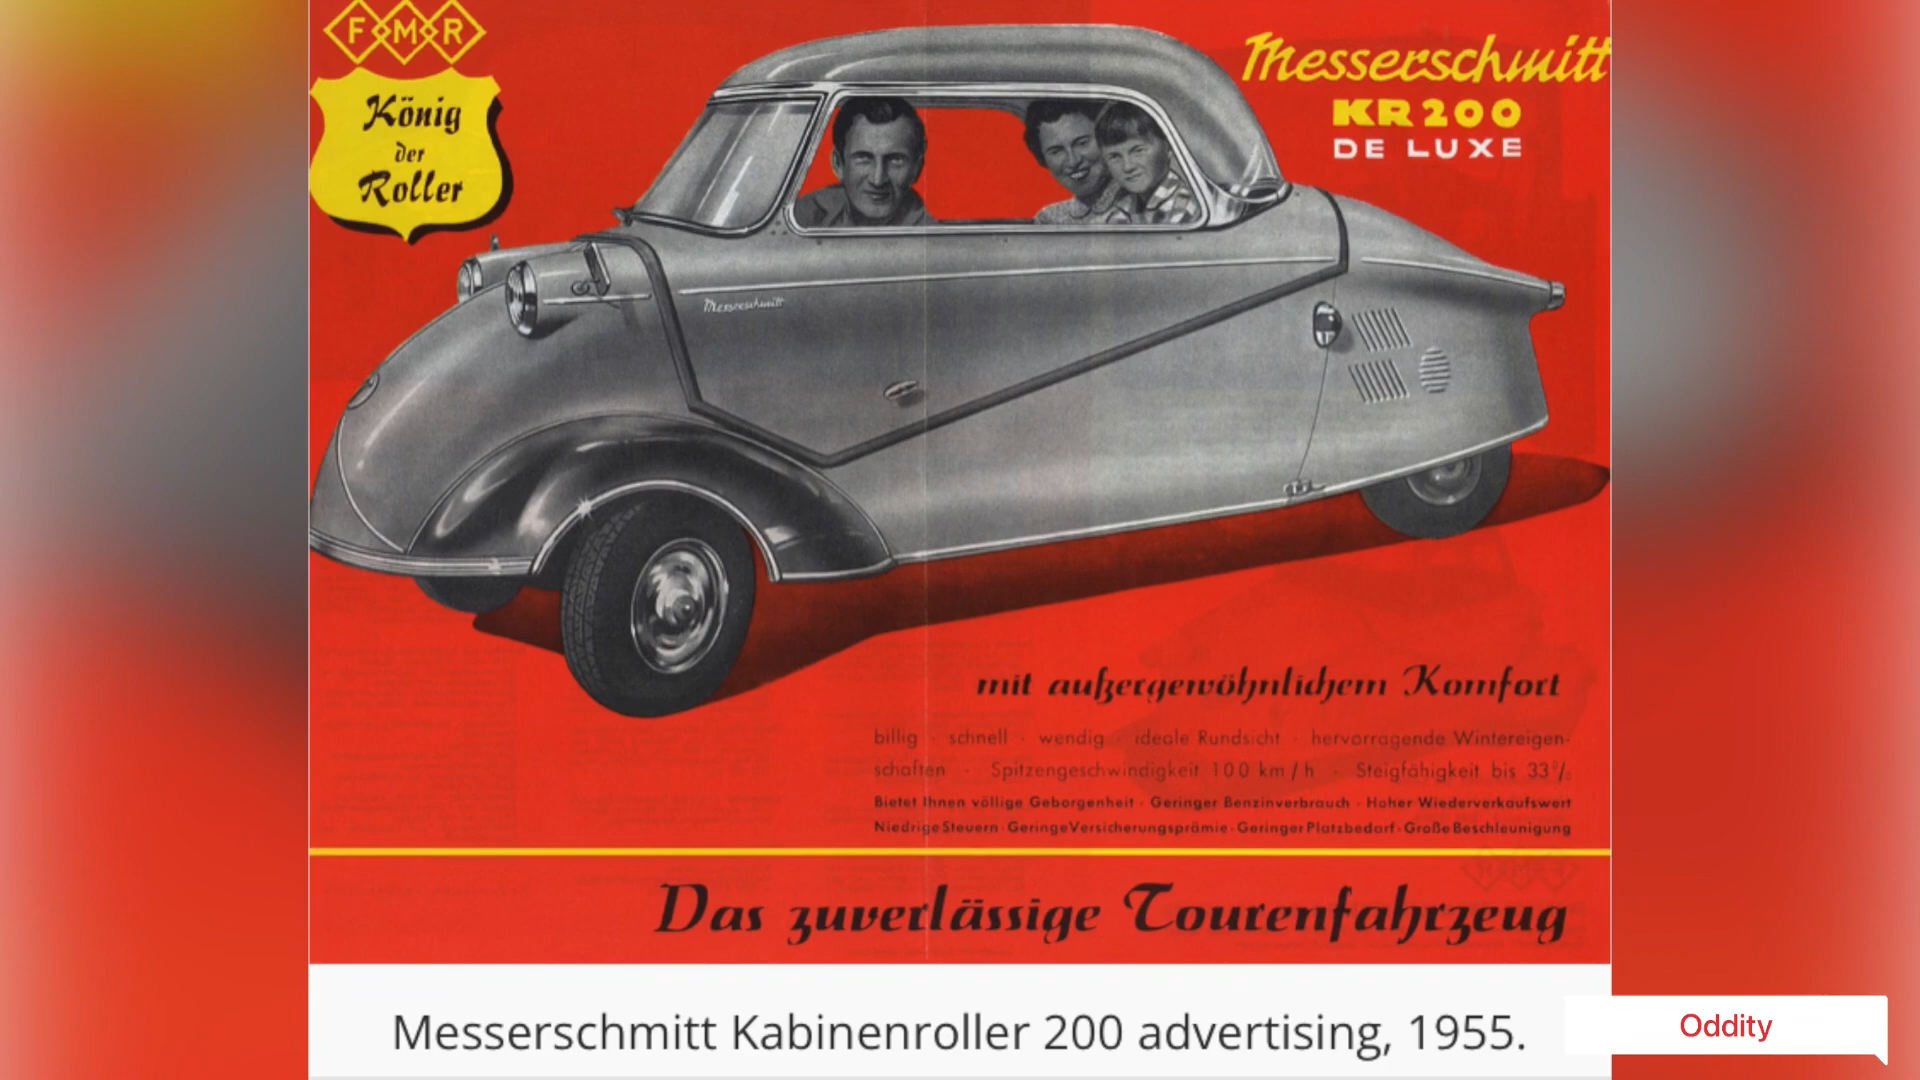 FMR
König
der
Roller
Messerschmitt
KR 200
DE LUXE
Messerschmitt
mit außergewöhnlichem Komfort
billig · schnell · wendig · ideale Rundsicht · hervorragende Wintereigen-
schaften · Spitzengeschwindigkeit 100 km/h · Steigfähigkeit bis 33%
Bietet Ihnen völlige Geborgenheit · Geringer Benzinverbrauch · Hoher Wiederverkaufswert
Niedrige Steuern · Geringe Versicherungsprämie · Geringer Platzbedarf · Große Beschleunigung
Das zuverlässige Tourenfahrzeug
Messerschmitt Kabinenroller 200 advertising, 1955.
Oddity